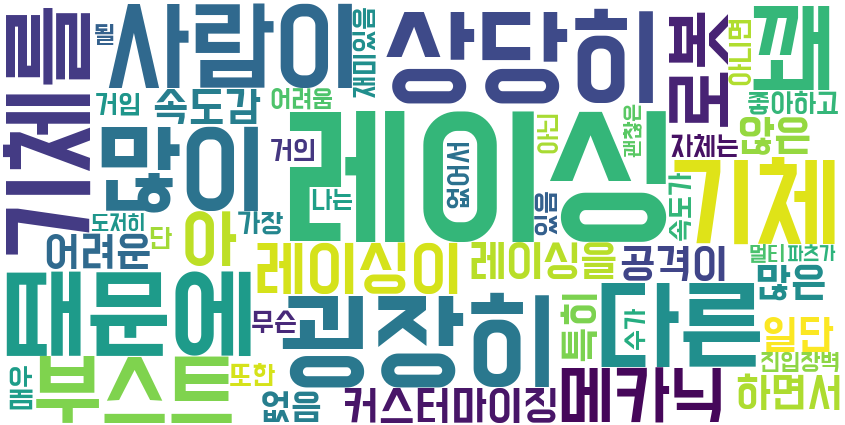 기체를
될
사람이
재미있음
상당히
로봇
아니면
꽤
거임
속도감
어려움
좋아하고
많이
거의
레이싱
없어서
아닌
괜찮은
자체는
않은
도저히
단
아
가장
나는
있음
속도가
기체
어려운
레이싱이
레이싱을
공격이
멀티파츠가
많은
때문에
무슨
굉장히
특히
다른
수가
일단
진입장벽
아
봄
부스트
또한
없음
커스터마이징
메카닉
하면서